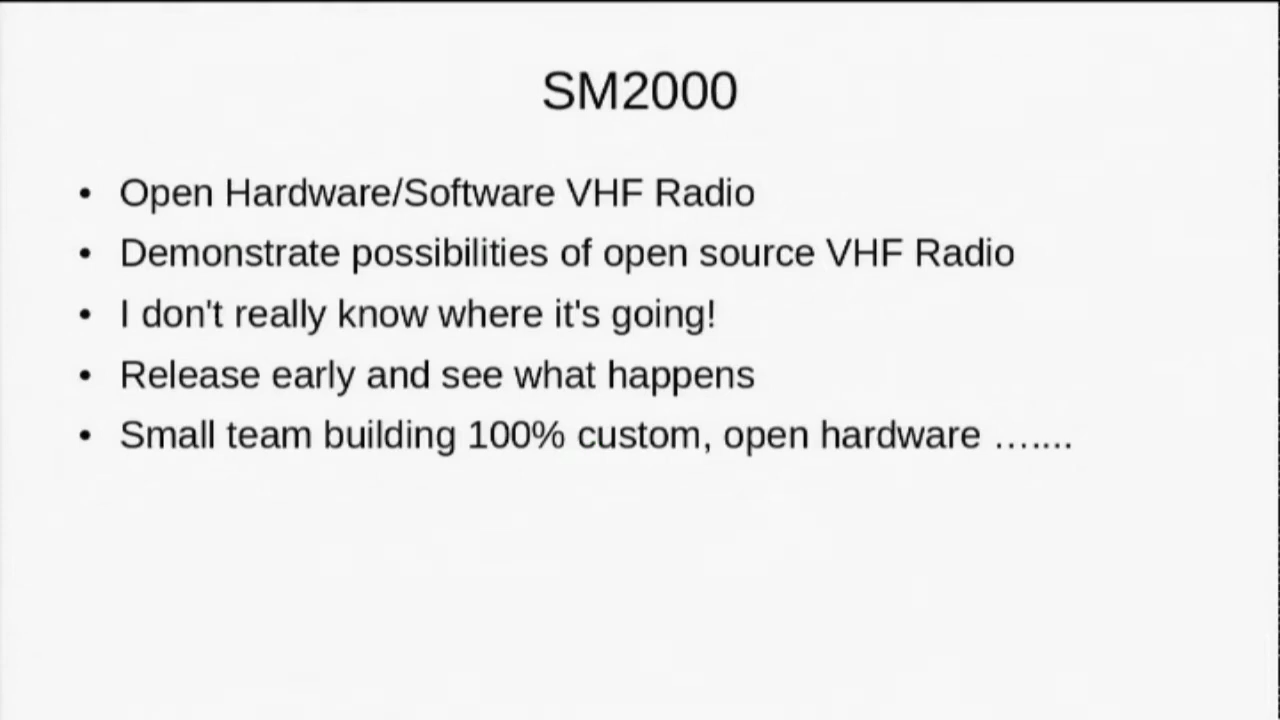 SM2000
• Open Hardware/Software VHF Radio
• Demonstrate possibilities of open source VHF Radio
• I don't really know where it's going!
• Release early and see what happens
• Small team building 100% custom, open hardware …....